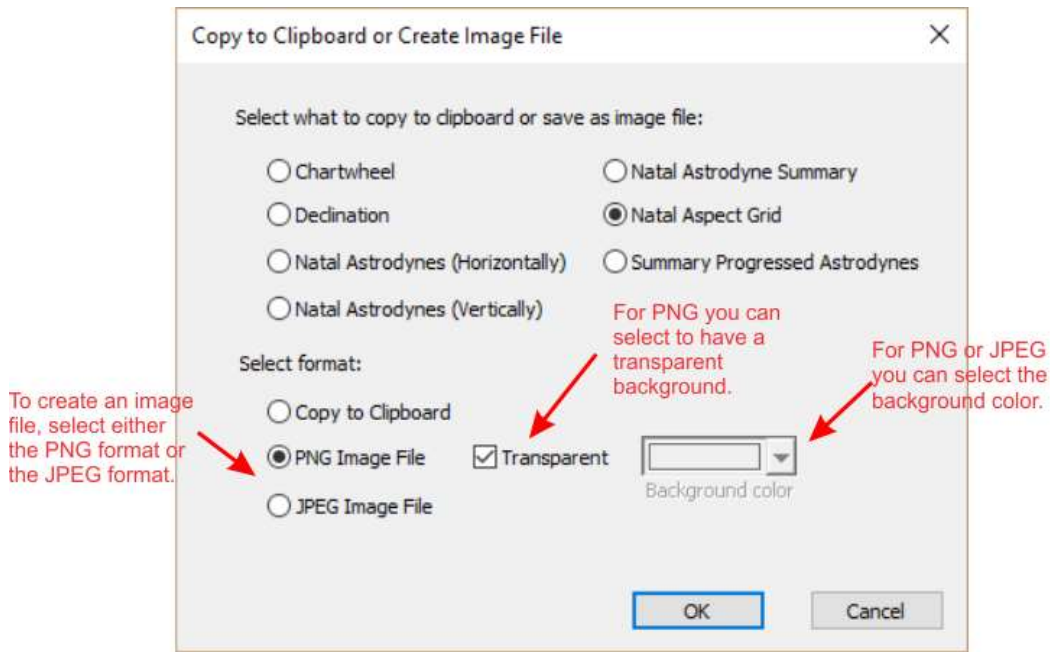 Copy to Clipboard or Create Image File
Select what to copy to clipboard or save as image file:
Chartwheel
Natal Astrodyne Summary
Declination
Natal Aspect Grid
Natal Astrodynes (Horizontally)
Summary Progressed Astrodynes
Natal Astrodynes (Vertically)
For PNG you can
select to have a
transparent
background.
For PNG or JPEG
you can select the
background color.
Select format:
To create an image
file, select either
the PNG format or
the JPEG format.
Copy to Clipboard
PNG Image File
Transparent
Background color
JPEG Image File
OK
Cancel